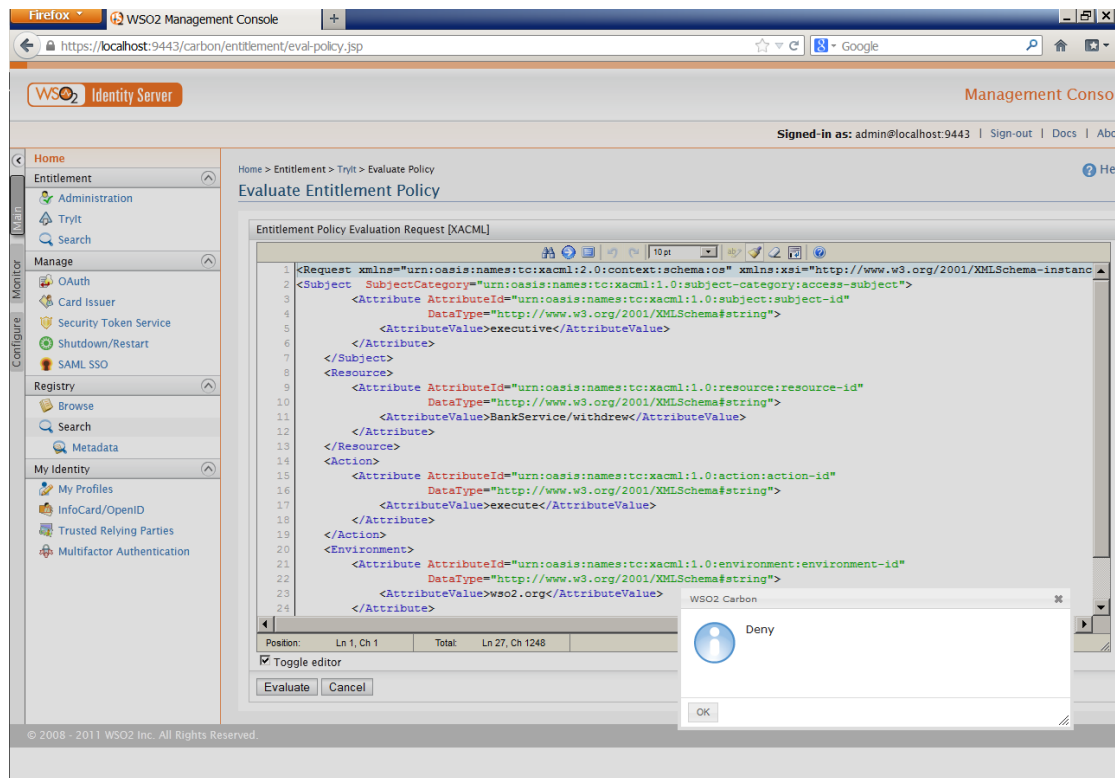 Firefox
WSO2 Management Console
https://localhost:9443/carbon/entitlement/eval-policy.jsp
Google
WSO2 Identity Server
Management Conso
Signed-in as: admin@localhost:9443 | Sign-out | Docs | Abo
Main
Monitor
Configure
Home
Entitlement
Administration
TryIt
Search
Manage
OAuth
Card Issuer
Security Token Service
Shutdown/Restart
SAML SSO
Registry
Browse
Search
Metadata
My Identity
My Profiles
InfoCard/OpenID
Trusted Relying Parties
Multifactor Authentication
Home > Entitlement > TryIt > Evaluate Policy
He
Evaluate Entitlement Policy
Entitlement Policy Evaluation Request [XACML]
10 pt
1 <Request xmlns="urn:oasis:names:tc:xacml:2.0:context:schema:os" xmlns:xsi="http://www.w3.org/2001/XMLSchema-instanc
2 <Subject SubjectCategory="urn:oasis:names:tc:xacml:1.0:subject-category:access-subject">
3 <Attribute AttributeId="urn:oasis:names:tc:xacml:1.0:subject:subject-id"
4 DataType="http://www.w3.org/2001/XMLSchema#string">
5 <AttributeValue>executive</AttributeValue>
6 </Attribute>
7 </Subject>
8 <Resource>
9 <Attribute AttributeId="urn:oasis:names:tc:xacml:1.0:resource:resource-id"
10 DataType="http://www.w3.org/2001/XMLSchema#string">
11 <AttributeValue>BankService/withdrew</AttributeValue>
12 </Attribute>
13 </Resource>
14 <Action>
15 <Attribute AttributeId="urn:oasis:names:tc:xacml:1.0:action:action-id"
16 DataType="http://www.w3.org/2001/XMLSchema#string">
17 <AttributeValue>execute</AttributeValue>
18 </Attribute>
19 </Action>
20 <Environment>
21 <Attribute AttributeId="urn:oasis:names:tc:xacml:1.0:environment:environment-id"
22 DataType="http://www.w3.org/2001/XMLSchema#string">
23 <AttributeValue>wso2.org</AttributeValue>
24 </Attribute>
Position: Ln 1, Ch 1 Total: Ln 27, Ch 1248
Toggle editor
Evaluate Cancel
WSO2 Carbon
Deny
OK
© 2008 - 2011 WSO2 Inc. All Rights Reserved.